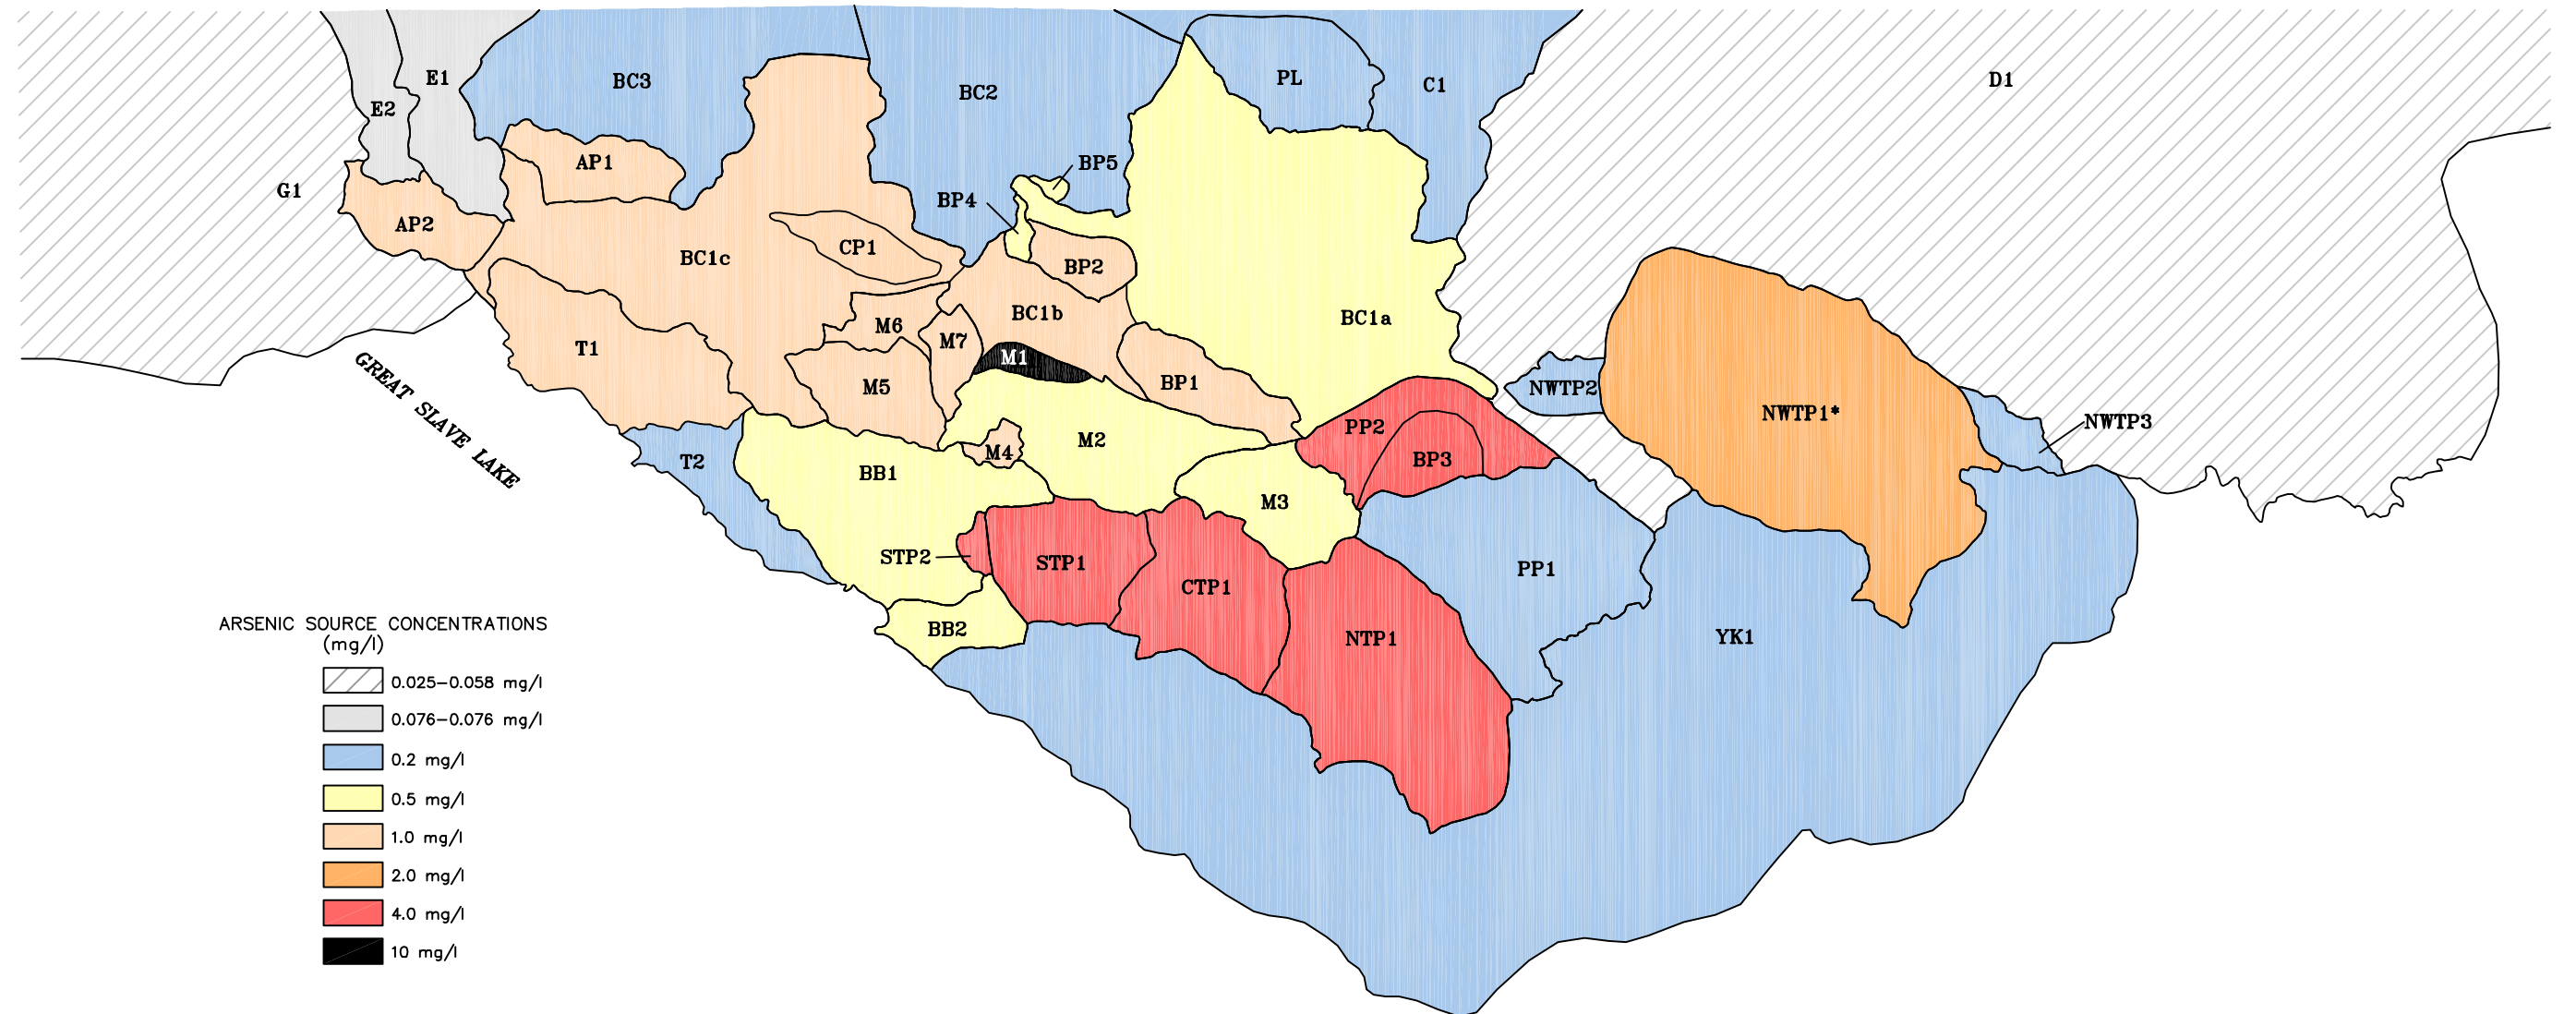 E1
BC3
PL
C1
D1
BC2
E2
AP1
BP5
G1
BP4
AP2
CP1
BC1c
BP2
BC1b
BC1a
M6
M7
T1
M1
GREAT SLAVE LAKE
M5
BP1
NWTP2
NWTP1*
NWTP3
PP2
M2
M4
BP3
T2
BB1
M3
STP2
STP1
PP1
CTP1
BB2
NTP1
YK1
ARSENIC SOURCE CONCENTRATIONS
(mg/l)
0.025–0.058 mg/l
0.076–0.076 mg/l
0.2 mg/l
0.5 mg/l
1.0 mg/l
2.0 mg/l
4.0 mg/l
10 mg/l